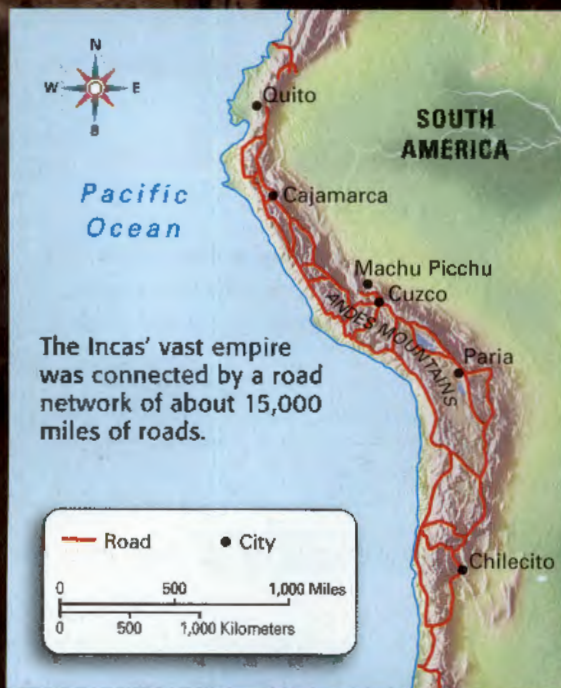 N
W E
S
Quito
SOUTH
AMERICA
Pacific
Ocean
Cajamarca
Machu Picchu
Cuzco
ANDES MOUNTAINS
Paria
The Incas' vast empire
was connected by a road
network of about 15,000
miles of roads.
Road City
0 500 1,000 Miles
0 500 1,000 Kilometers
Chilecito